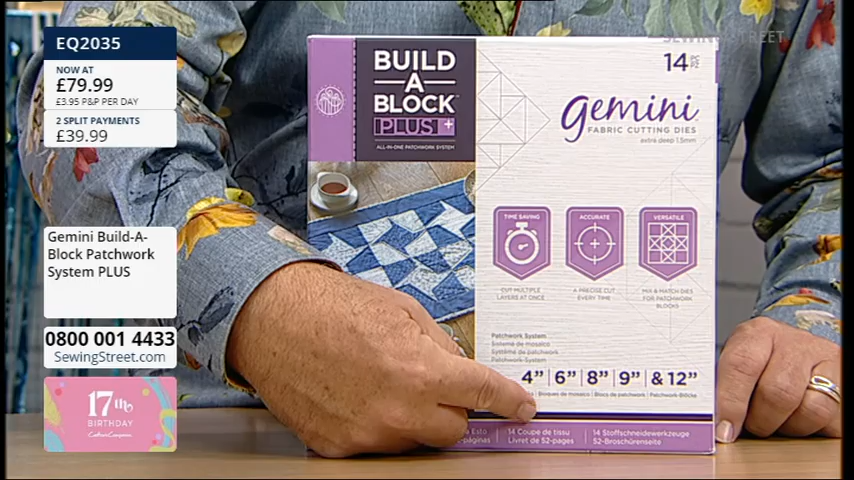 EQ2035
NOW AT
£79.99
£3.95 P&P PER DAY
2 SPLIT PAYMENTS
£39.99
Gemini Build-A-
Block Patchwork
System PLUS
0800 001 4433
SewingStreet.com
17th
BIRTHDAY
SEWING STREET
BUILD
A
BLOCK
PLUS +
ALL-IN-ONE PATCHWORK SYSTEM
14
gemini
FABRIC CUTTING DIES
extra deep 1.5mm
TIME SAVING
ACCURATE
VERSATILE
CUT MULTIPLE
LAYERS AT ONCE
A PRECISE CUT
EVERY TIME
MIX & MATCH DIES
FOR PATCHWORK
BLOCKS
Patchwork System
Sistema de mosaico
Système de patchwork
Patchwork-System
4” | 6” | 8” | 9” | & 12”
Bloques de mosaico | Blocs de patchwork | Patchwork-Blöcke
14 Coupe de tissu
Livret de 52-pages
14 Stoffschneidewerkzeuge
52-Broschürenseite